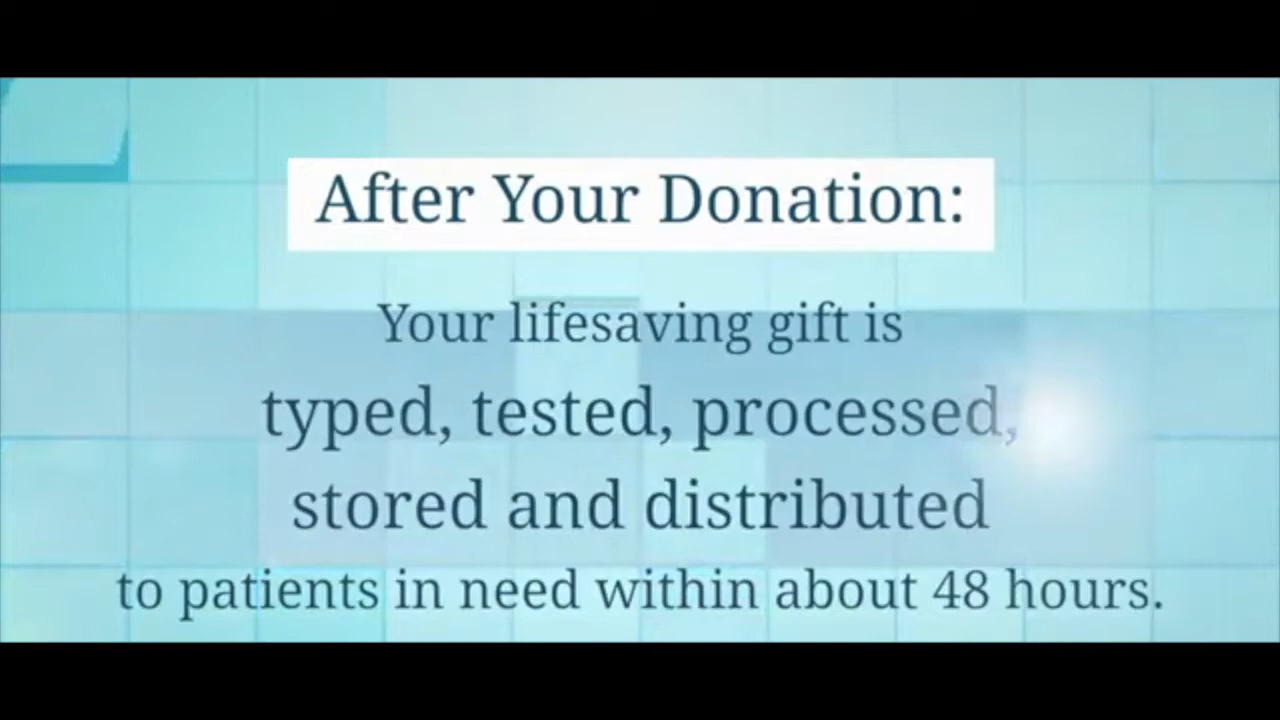 After Your Donation:
Your lifesaving gift is
typed, tested, processed,
stored and distributed
to patients in need within about 48 hours.